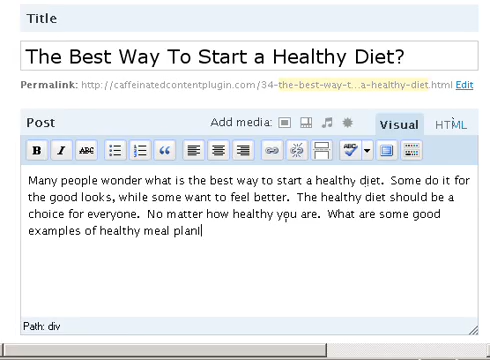 Title
The Best Way To Start a Healthy Diet?
Permalink: http://caffeinatedcontentplugin.com/34-the-best-way-t...a-healthy-diet.html Edit
Post Add media: Visual HTML
B I ABC ABC
Many people wonder what is the best way to start a healthy diet. Some do it for
the good looks, while some want to feel better. The healthy diet should be a
choice for everyone. No matter how healthy you are. What are some good
examples of healthy meal planl
Path: div